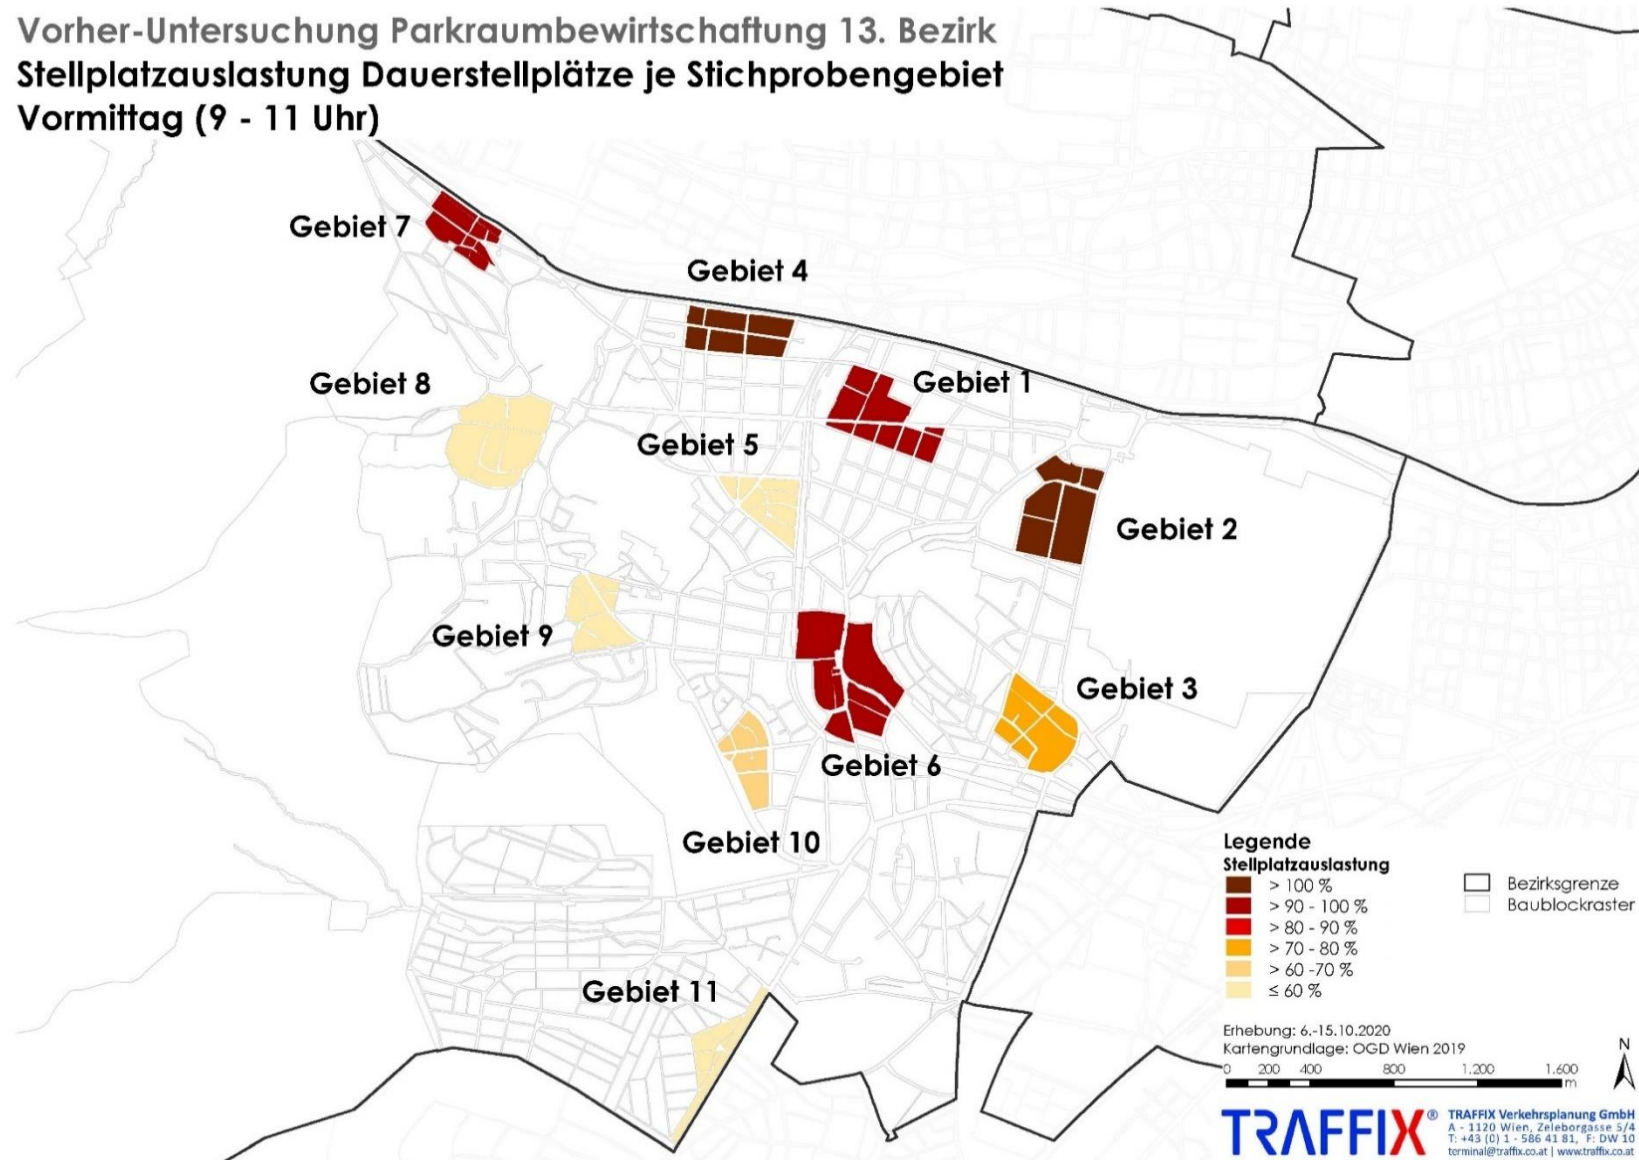 Vorher-Untersuchung Parkraumbewirtschaftung 13. Bezirk
Stellplatzauslastung Dauerstellplätze je Stichprobengebiet
Vormittag (9 - 11 Uhr)
Gebiet 7
Gebiet 4
Gebiet 8
Gebiet 1
Gebiet 5
Gebiet 2
Gebiet 9
Gebiet 3
Gebiet 6
Gebiet 10
Gebiet 11
Legende
Stellplatzauslastung
> 100 %
> 90 - 100 %
> 80 - 90 %
> 70 - 80 %
> 60 -70 %
≤ 60 %
Bezirksgrenze
Baublockraster
Erhebung: 6.-15.10.2020
Kartengrundlage: OGD Wien 2019
N
0 200 400 800 1.200 1.600
m
TRAFFIX®
TRAFFIX Verkehrsplanung GmbH
A - 1120 Wien, Zeleborgasse 5/4
T: +43 (0) 1 - 586 41 81, F: DW 10
terminal@traffix.co.at | www.traffix.co.at